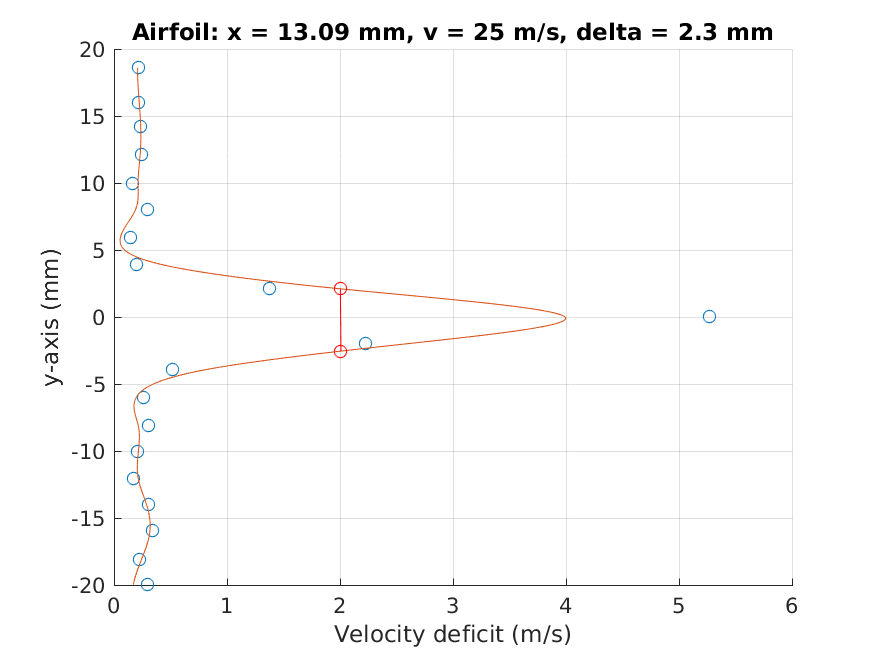 Airfoil: x = 13.09 mm, v = 25 m/s, delta = 2.3 mm
20
15
10
5
0
-5
-10
-15
-20
y-axis (mm)
0 1 2 3 4 5 6
Velocity deficit (m/s)